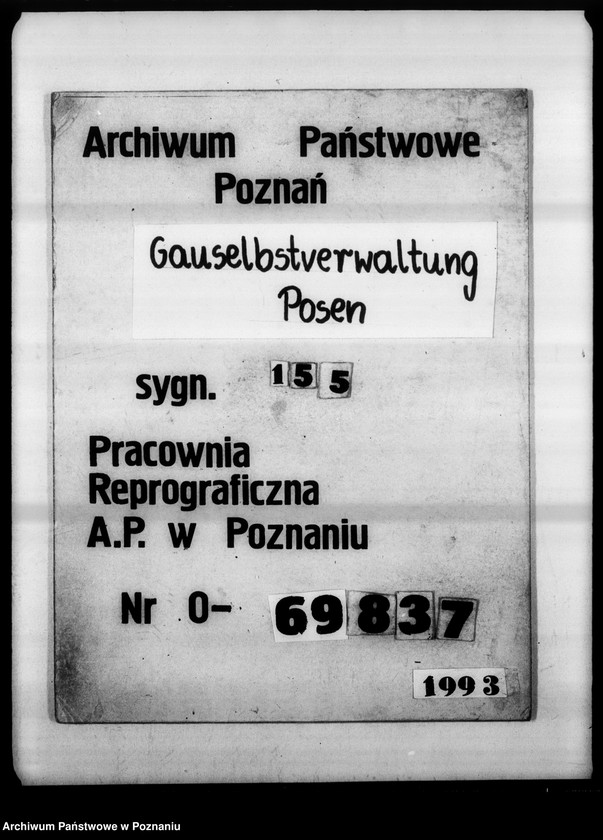 Archiwum Państwowe
Poznań
Gauselbstverwaltung
Posen
sygn. 155
Pracownia
Reprograficzna
A.P. w Poznaniu
Nr 0- 69837
1993
Archiwum Państwowe w Poznaniu